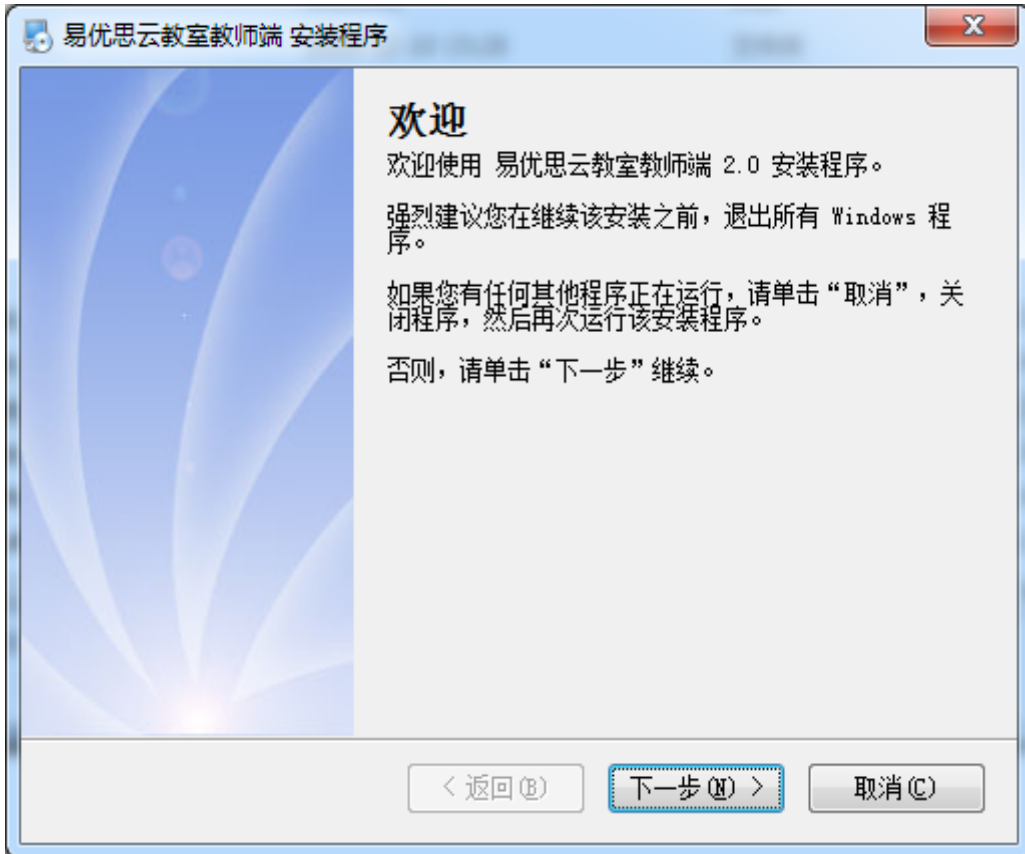 易优思云教室教师端 安装程序
欢迎
欢迎使用 易优思云教室教师端 2.0 安装程序。
强烈建议您在继续该安装之前，退出所有 Windows 程
序。
如果您有任何其他程序正在运行，请单击“取消”，关
闭程序，然后再次运行该安装程序。
否则，请单击“下一步”继续。
< 返回(B)
下一步(N) >
取消(C)